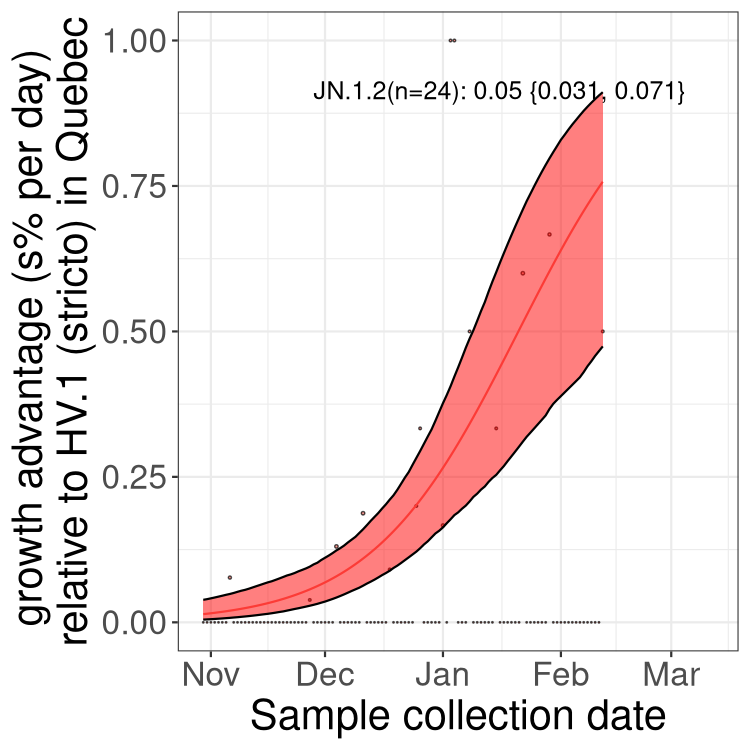 growth advantage (s% per day)
relative to HV.1 (stricto) in Quebec
1.00
0.75
0.50
0.25
0.00
JN.1.2(n=24): 0.05 {0.031, 0.071}
Nov Dec Jan Feb Mar
Sample collection date